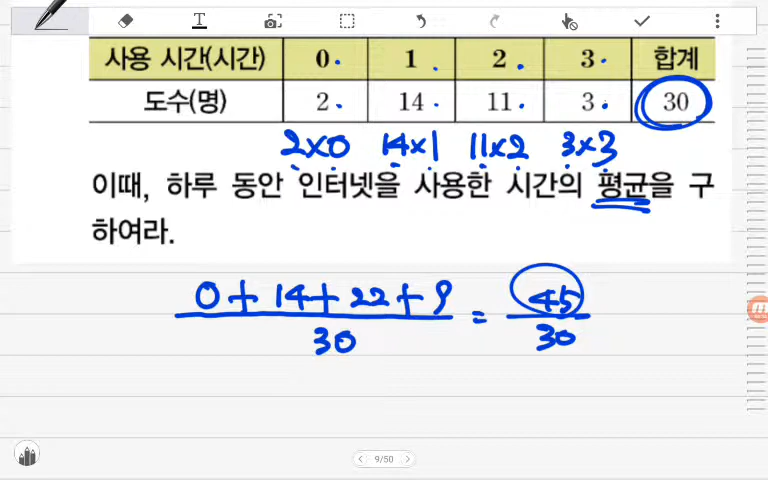 사용 시간(시간) 0 1 2 3 합계
도수(명) 2 14 11 3 30
2×0 14×1 11×2 3×3
이때, 하루 동안 인터넷을 사용한 시간의 평균을 구
하여라.
0+14+22+9 = 45
30 30
9/50